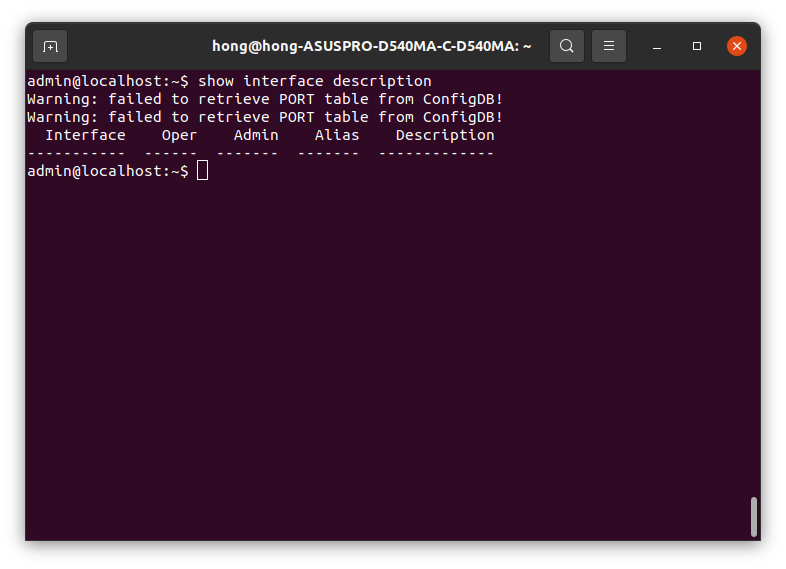 hong@hong-ASUSPRO-D540MA-C-D540MA: ~
admin@localhost:~$ show interface description
Warning: failed to retrieve PORT table from ConfigDB!
Warning: failed to retrieve PORT table from ConfigDB!
  Interface    Oper    Admin    Alias    Description
-----------  ------  -------  -------  -------------
admin@localhost:~$